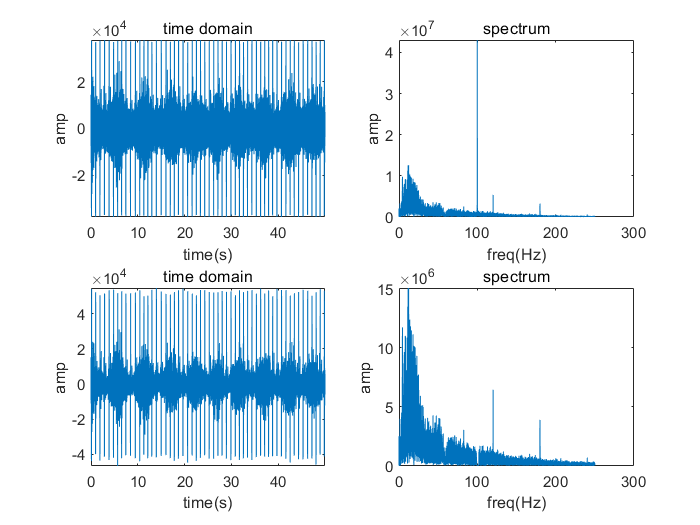 time domain
×10⁴
2
0
-2
amp
0 10 20 30 40
time(s)
spectrum
×10⁷
4
3
2
1
0
amp
0 100 200 300
freq(Hz)
time domain
×10⁴
4
2
0
-2
-4
amp
0 10 20 30 40
time(s)
spectrum
×10⁶
15
10
5
0
amp
0 100 200 300
freq(Hz)